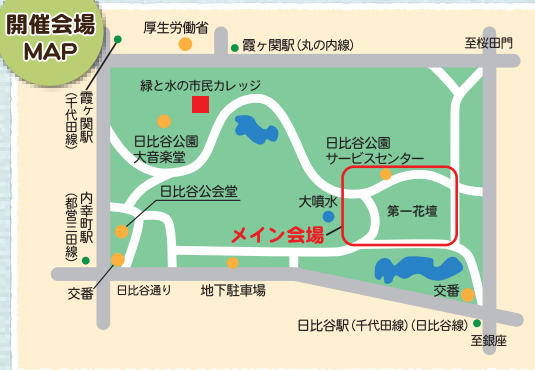 開催会場
MAP
厚生労働省
霞ヶ関駅(丸の内線)
至桜田門
霞ヶ関駅
(千代田線)
緑と水の市民カレッジ
日比谷公園
大音楽堂
日比谷公園
サービスセンター
日比谷公会堂
大噴水
第一花壇
メイン会場
内幸町駅
(都営三田線)
交番
日比谷通り
地下駐車場
交番
日比谷駅(千代田線)(日比谷線)
至銀座